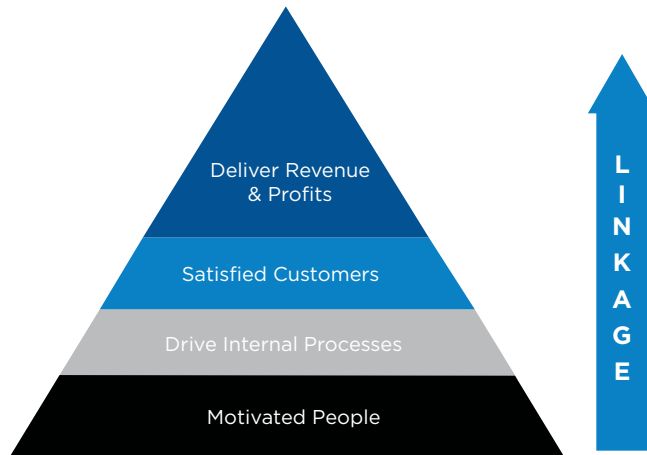 Deliver Revenue
& Profits
Satisfied Customers
Drive Internal Processes
Motivated People
L
I
N
K
A
G
E